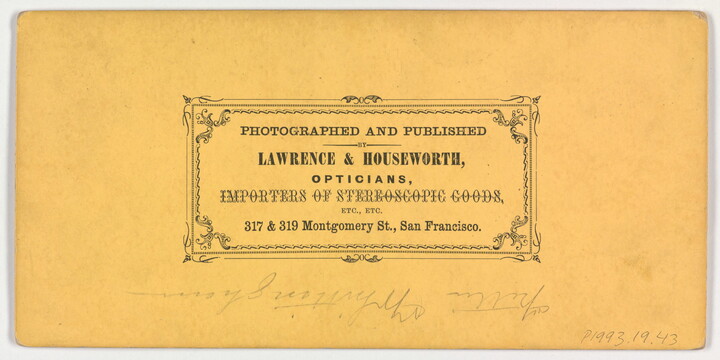 PHOTOGRAPHED AND PUBLISHED
BY
LAWRENCE & HOUSEWORTH,
OPTICIANS,
IMPORTERS OF STEREOSCOPIC GOODS,
ETC., ETC.
317 & 319 Montgomery St., San Francisco.
P1993.19.43